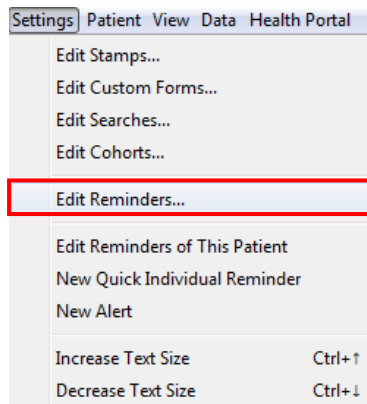 Settings Patient View Data Health Portal
Edit Stamps...
Edit Custom Forms...
Edit Searches...
Edit Cohorts...
Edit Reminders...
Edit Reminders of This Patient
New Quick Individual Reminder
New Alert
Increase Text Size Ctrl+↑
Decrease Text Size Ctrl+↓